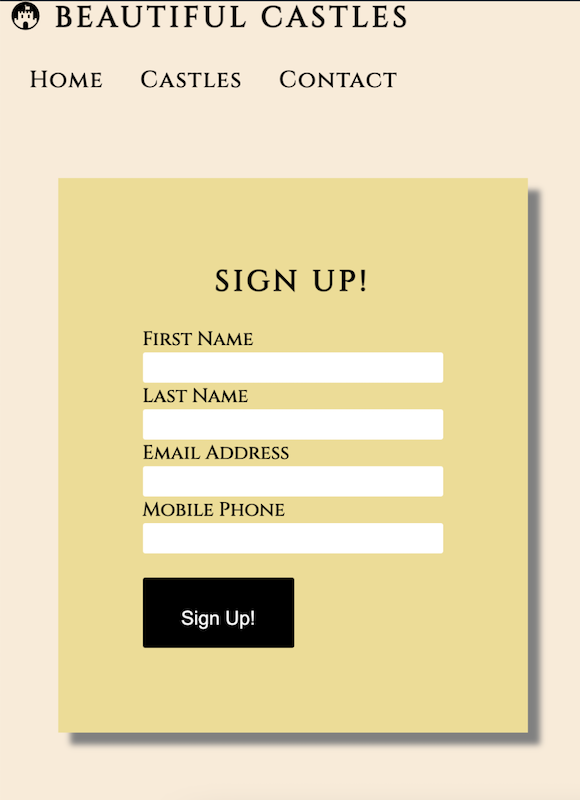 BEAUTIFUL CASTLES
Home Castles Contact
SIGN UP!
First Name
Last Name
Email Address
Mobile Phone
Sign Up!